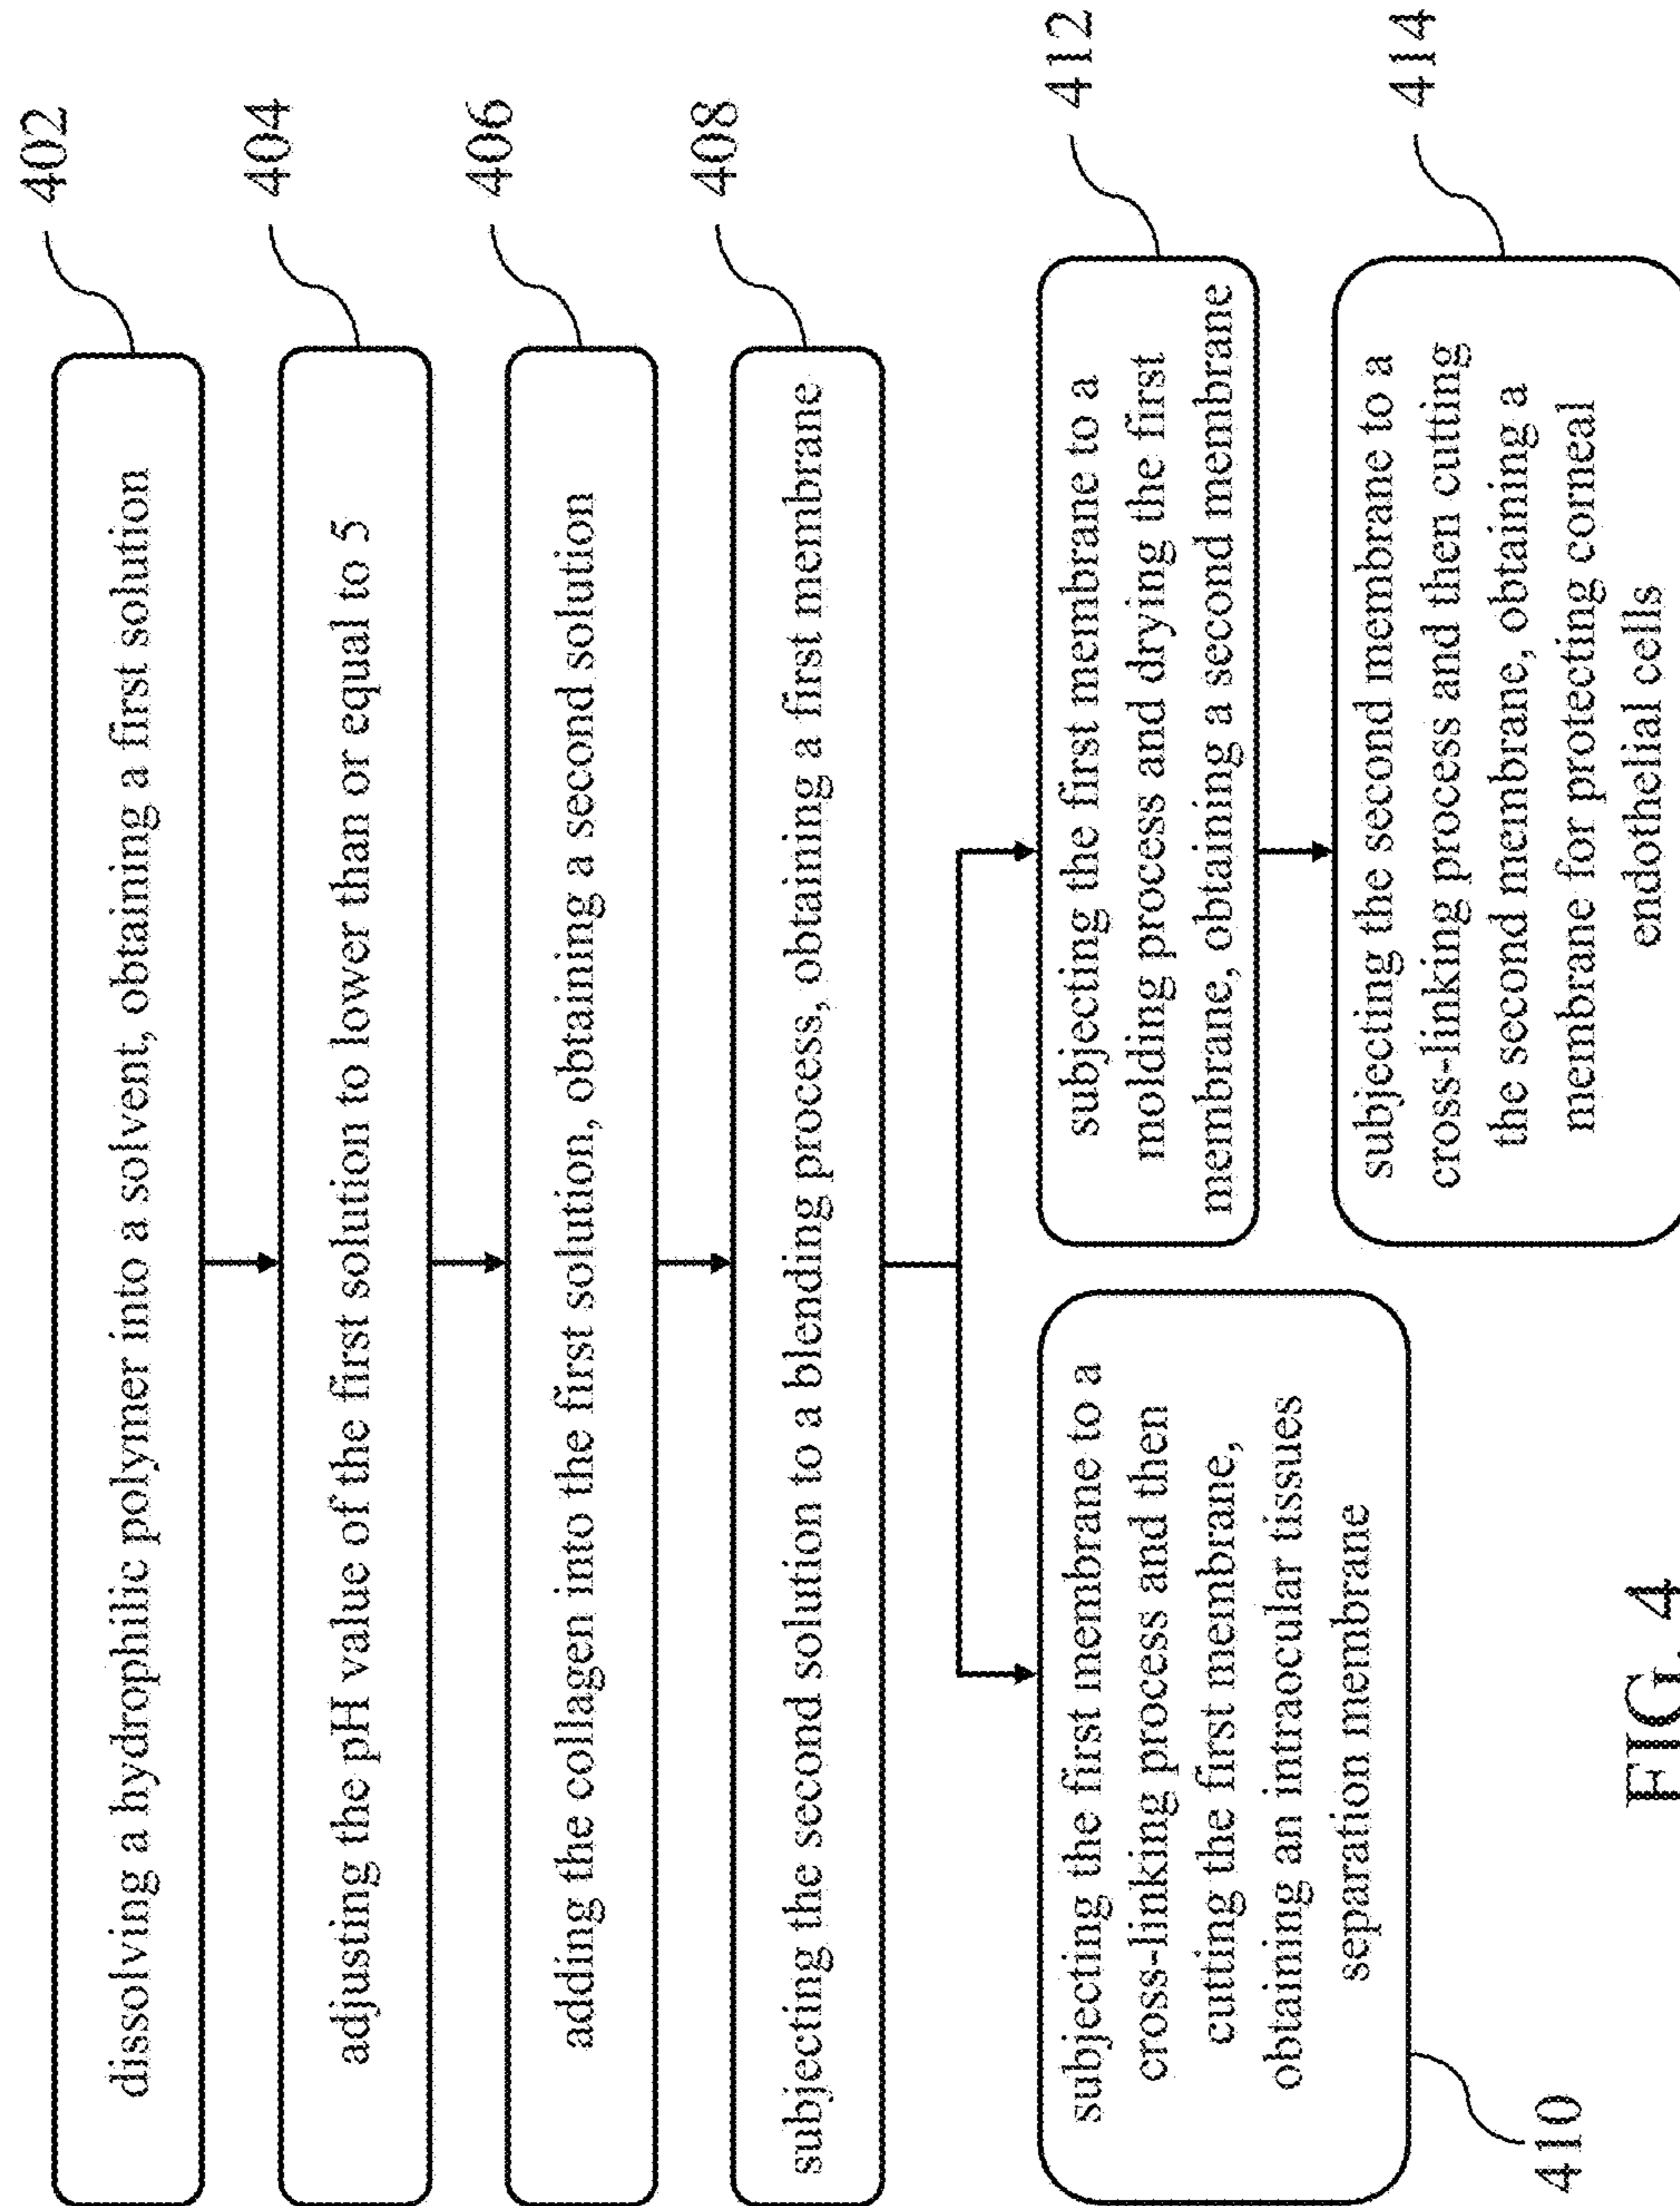 402
dissolving a hydrophilic polymer into a solvent, obtaining a first solution
404
adjusting the pH value of the first solution to lower than or equal to 5
406
adding the collagen into the first solution, obtaining a second solution
408
subjecting the second solution to a blending process, obtaining a first membrane
subjecting the first membrane to a
cross-linking process and then
cutting the first membrane,
obtaining an intraocular tissues
separation membrane
410
412
subjecting the first membrane to a
molding process and drying the first
membrane, obtaining a second membrane
414
subjecting the second membrane to a
cross-linking process and then cutting
the second membrane, obtaining a
membrane for protecting corneal
endothelial cells
FIG. 4